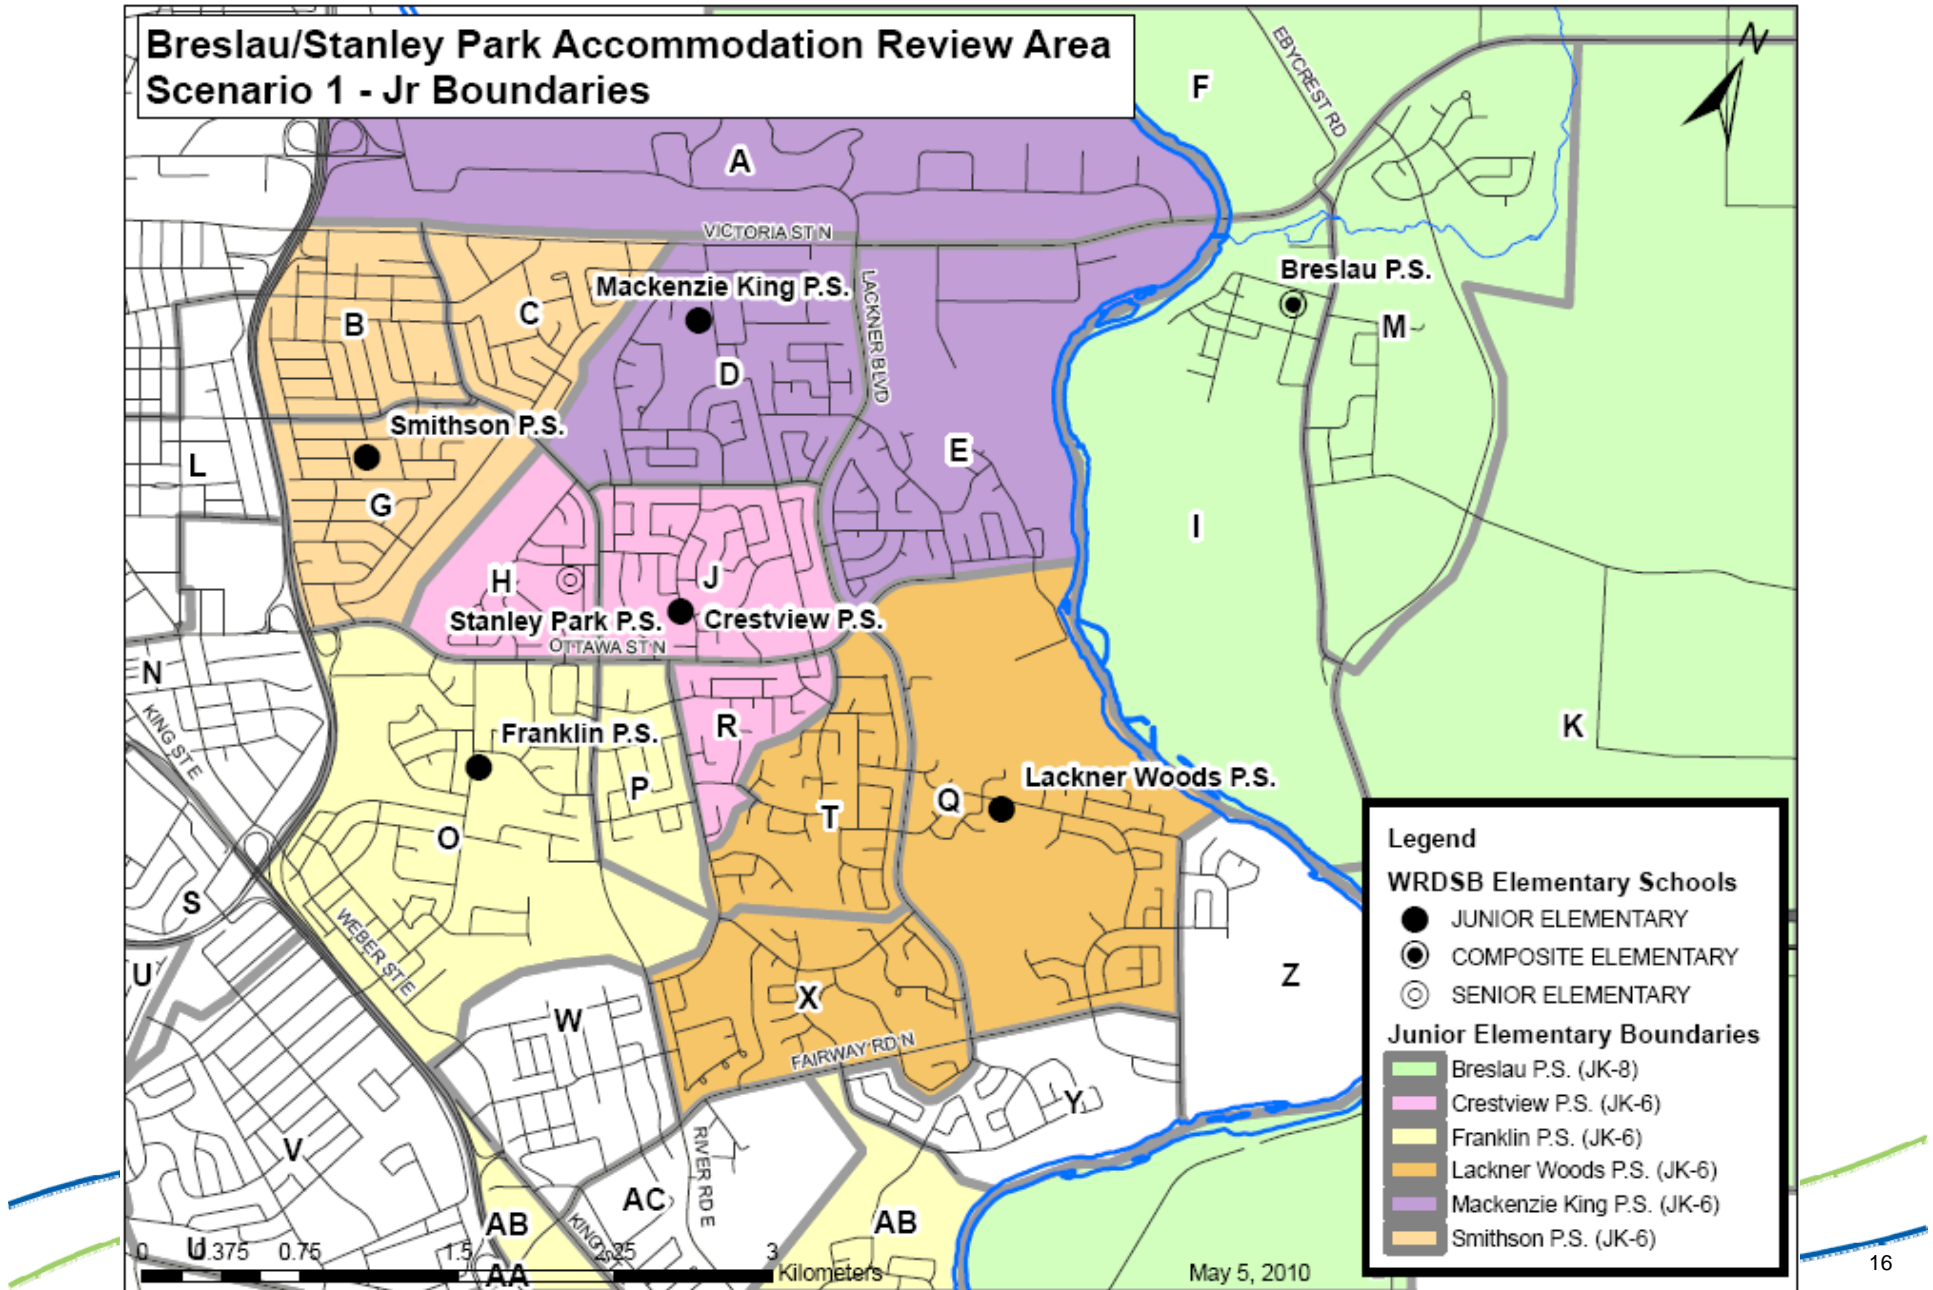 Breslau/Stanley Park Accommodation Review Area
Scenario 1 - Jr Boundaries
N
F
EBYCREST RD
A
VICTORIA ST N
Mackenzie King P.S.
LACKNER BLVD
Breslau P.S.
B
C
M
D
Smithson P.S.
L
E
G
I
H
J
Stanley Park P.S.
Crestview P.S.
OTTAWA ST N
N
KING ST E
Franklin P.S.
R
K
P
Lackner Woods P.S.
Q
T
O
S
WEBER ST E
U
Z
X
W
FAIRWAY RD N
Y
V
RIVER RD E
AC
AB
KING ST
AB
U
AA
0 0.375 0.75 1.5 2.25 3
Kilometers
May 5, 2010
Legend
WRDSB Elementary Schools
JUNIOR ELEMENTARY
COMPOSITE ELEMENTARY
SENIOR ELEMENTARY
Junior Elementary Boundaries
Breslau P.S. (JK-8)
Crestview P.S. (JK-6)
Franklin P.S. (JK-6)
Lackner Woods P.S. (JK-6)
Mackenzie King P.S. (JK-6)
Smithson P.S. (JK-6)
16